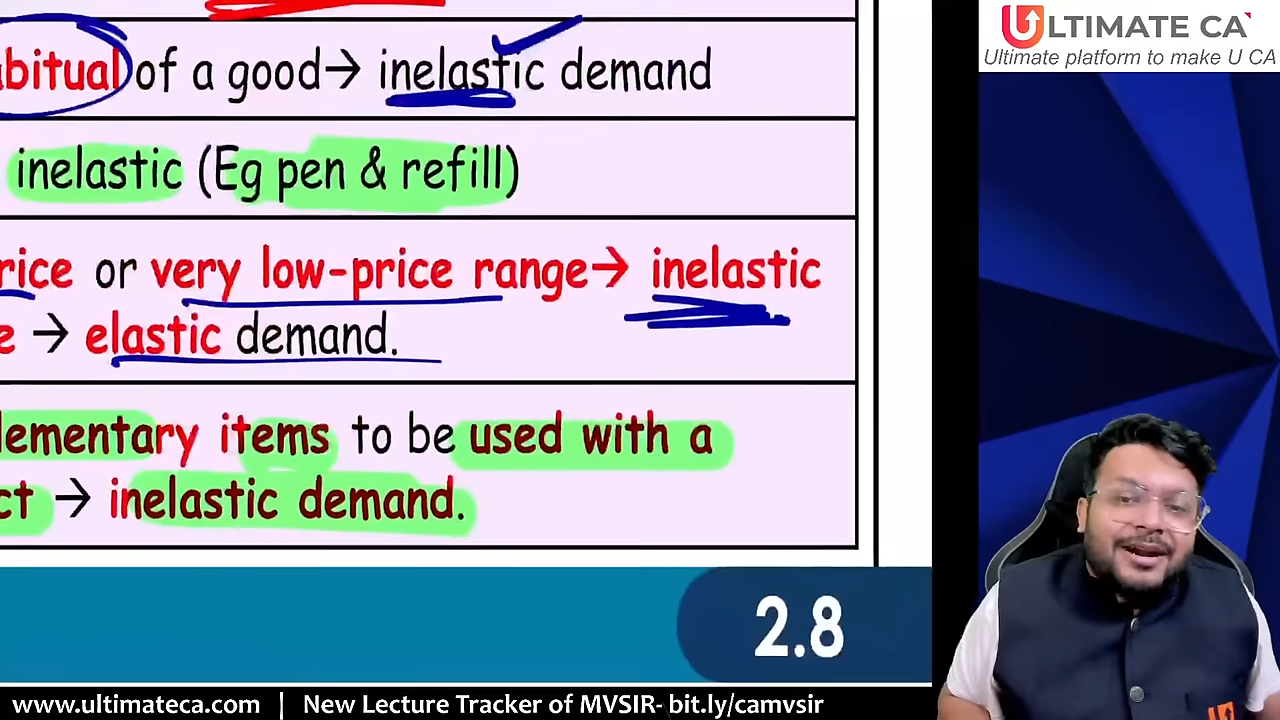 ULTIMATE CA
Ultimate platform to make U CA
bitual of a good→ inelastic demand
inelastic (Eg pen & refill)
rice or very low-price range→ inelastic
e → elastic demand.
lementary items to be used with a
ct → inelastic demand.
2.8
www.ultimateca.com | New Lecture Tracker of MVSIR- bit.ly/camvsir